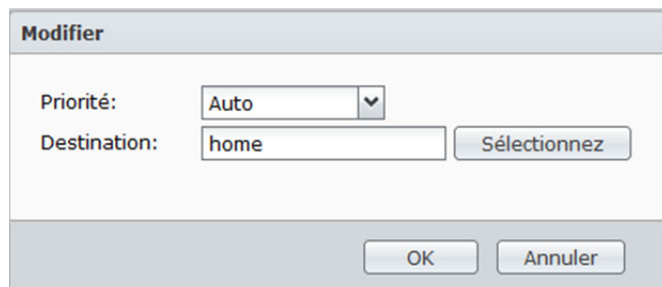 Modifier
Priorité: Auto
Destination: home Sélectionnez
OK Annuler